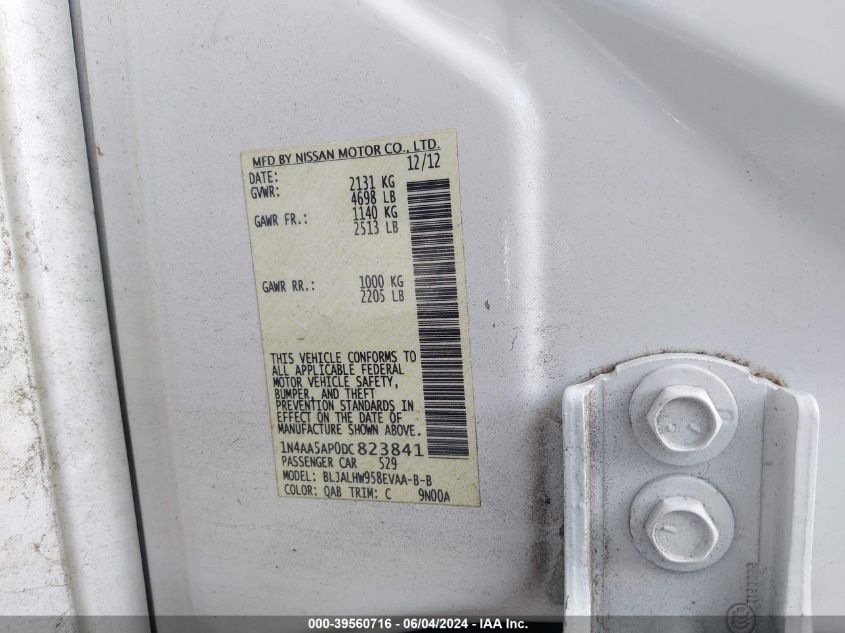 MFD BY NISSAN MOTOR CO., LTD.
DATE: 12/12
GVWR: 2131 KG
4698 LB
GAWR FR.: 1140 KG
2513 LB
GAWR RR.: 1000 KG
2205 LB
THIS VEHICLE CONFORMS TO
ALL APPLICABLE FEDERAL
MOTOR VEHICLE SAFETY,
BUMPER, AND THEFT
PREVENTION STANDARDS IN
EFFECT ON THE DATE OF
MANUFACTURE SHOWN ABOVE.
1N4AA5AP0DC823841
PASSENGER CAR 529
MODEL: BLJALHW958EVAA-B-B
COLOR: QAB TRIM: C 9N00A
000-39560716 - 06/04/2024 - IAA Inc.